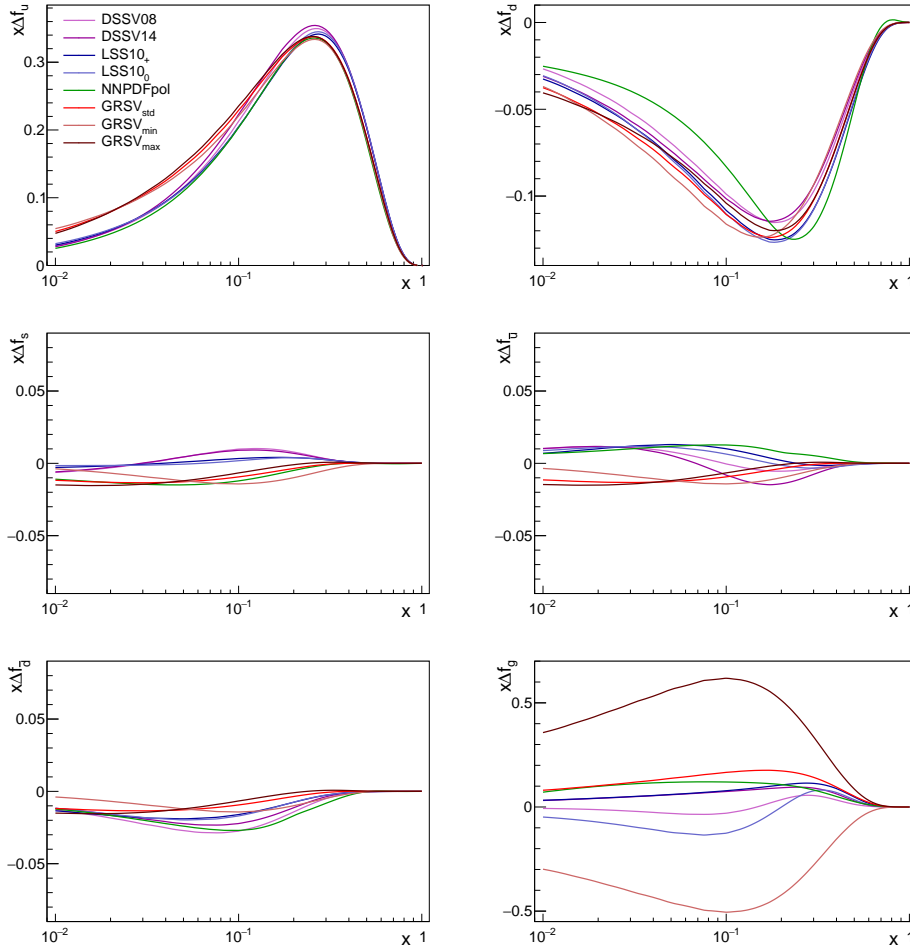 xΔf_u
DSSV08
DSSV14
LSS10_+
LSS10_0
NNPDFpol
GRSV_std
GRSV_min
GRSV_max
0.3
0.2
0.1
0
10^−2
10^−1
x 1
xΔf_d
0
−0.05
−0.1
10^−2
10^−1
x 1
xΔf_s
0.05
0
−0.05
10^−2
10^−1
x 1
xΔf_u̅
0.05
0
−0.05
10^−2
10^−1
x 1
xΔf_d̅
0.05
0
−0.05
10^−2
10^−1
x 1
xΔf_g
0.5
0
−0.5
10^−2
10^−1
x 1